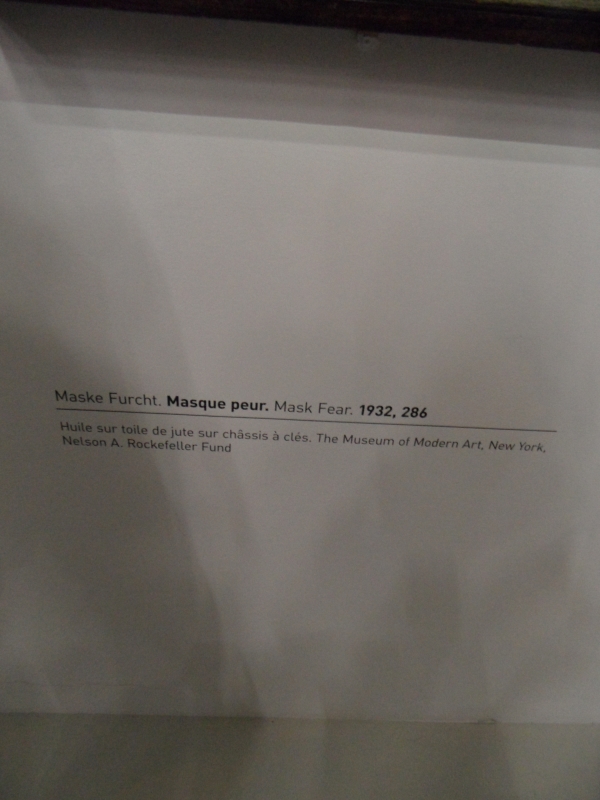 Maske Furcht. Masque peur. Mask Fear. 1932, 286
Huile sur toile de jute sur châssis à clés. The Museum of Modern Art, New York,
Nelson A. Rockefeller Fund